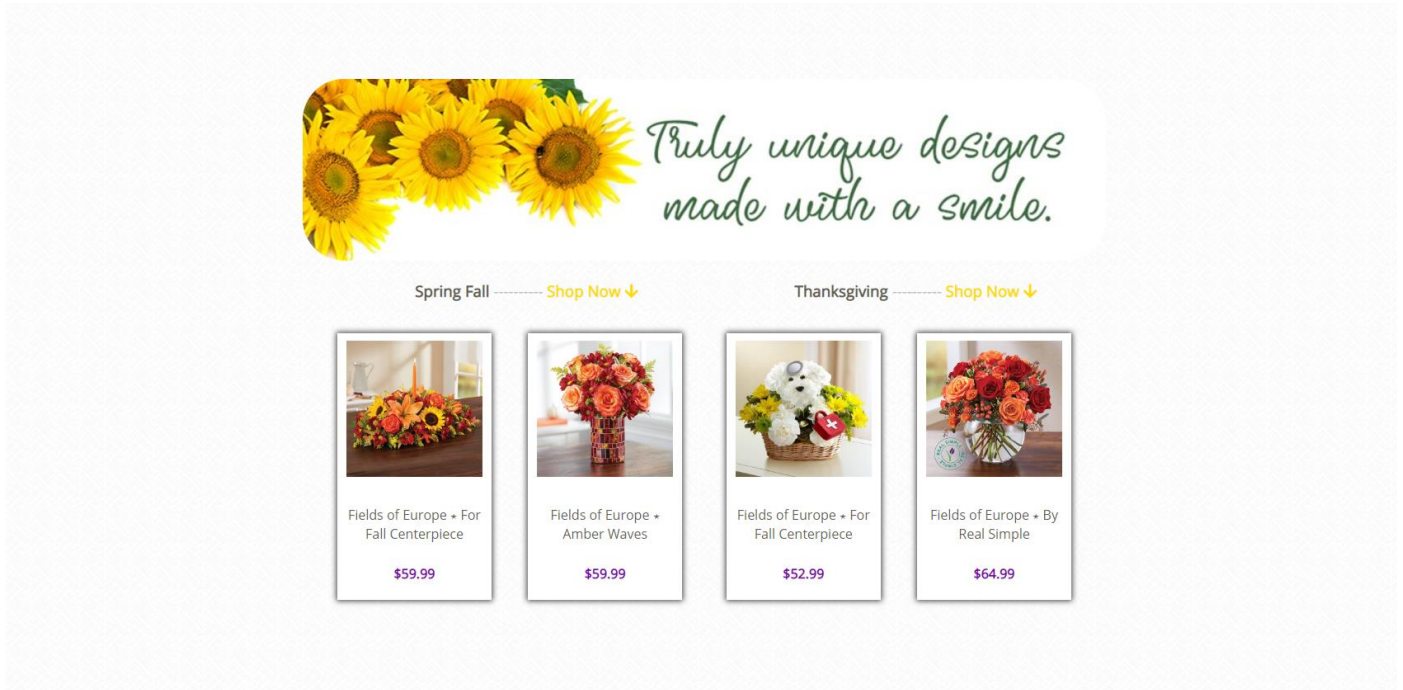 Truly unique designs
made with a smile.
Spring Fall ---------- Shop Now ↓
Thanksgiving ---------- Shop Now ↓
Fields of Europe ⋆ For
Fall Centerpiece
$59.99
Fields of Europe ⋆
Amber Waves
$59.99
Fields of Europe ⋆ For
Fall Centerpiece
$52.99
Fields of Europe ⋆ By
Real Simple
$64.99